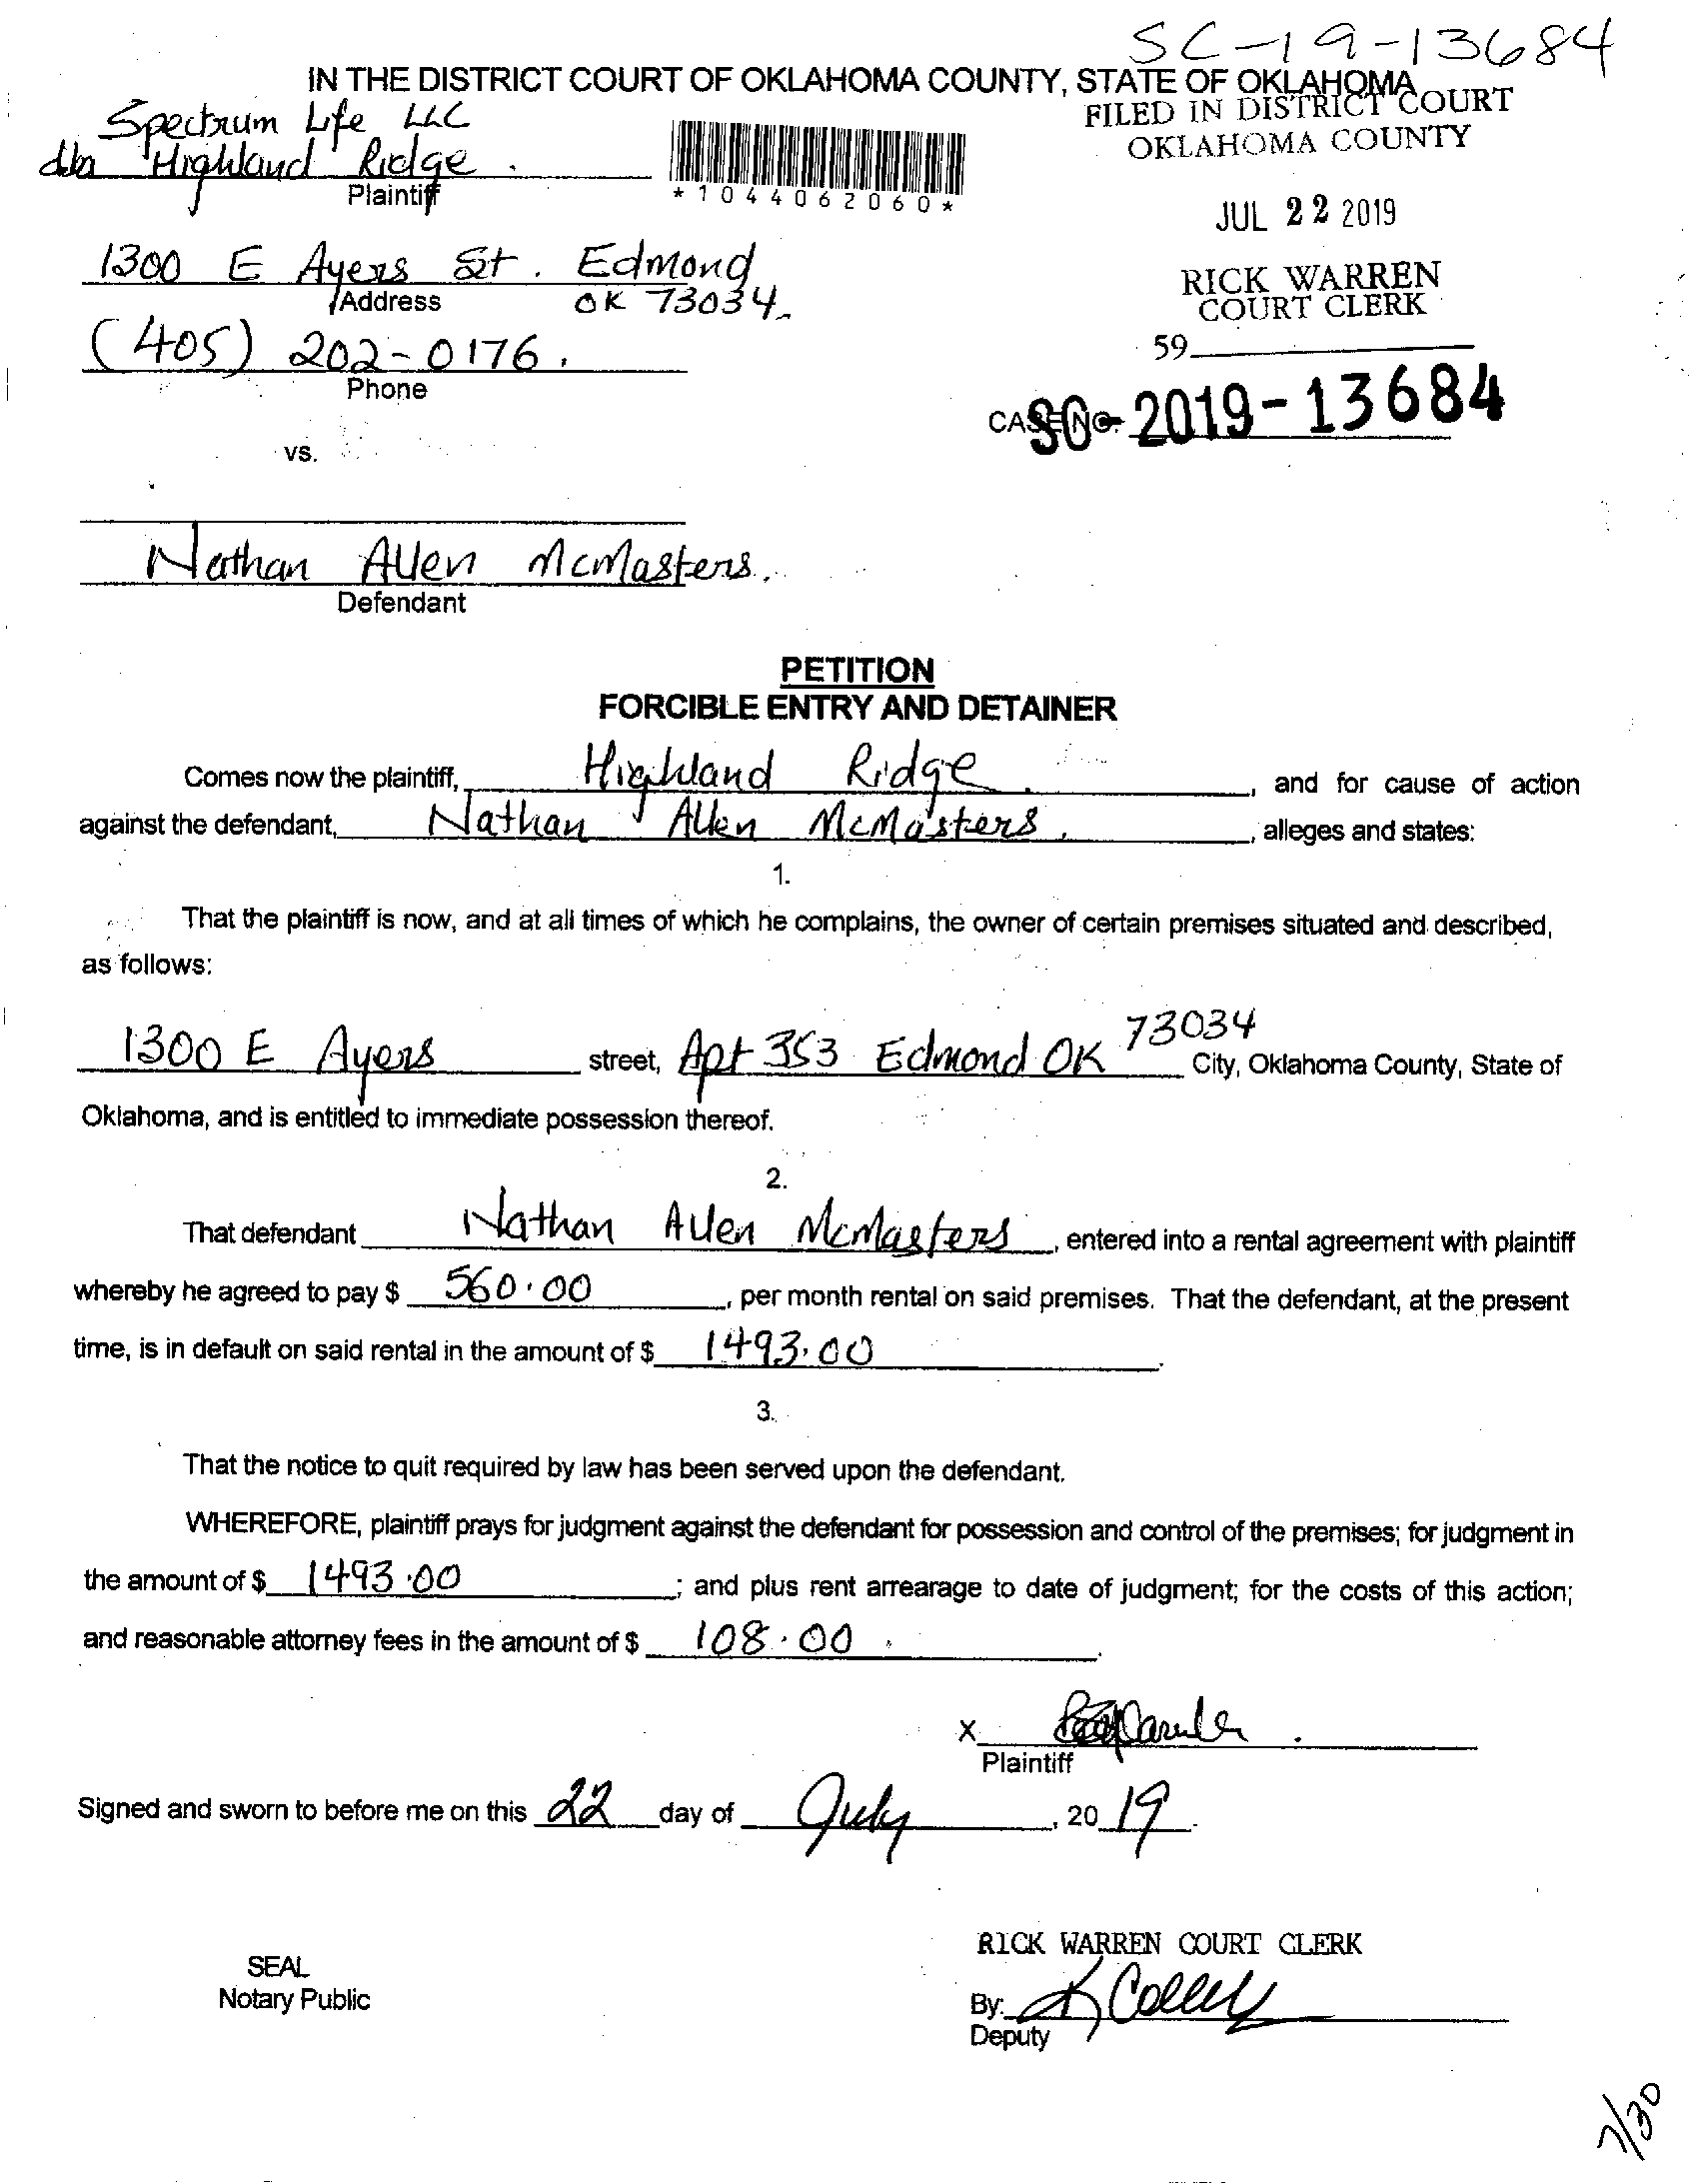 SC-19-13684
IN THE DISTRICT COURT OF OKLAHOMA COUNTY, STATE OF OKLAHOMA
FILED IN DISTRICT COURT
OKLAHOMA COUNTY
Spectrum Life LLC
dba Highland Ridge.
Plaintiff
*1044062060*
JUL 22 2019
1300 E Ayers St. Edmond
Address OK 73034
RICK WARREN
COURT CLERK
(405) 202-0176.
Phone
59
CASE NO. SC-2019-13684
vs.
Nathan Allen McMasters.
Defendant
PETITION
FORCIBLE ENTRY AND DETAINER
Comes now the plaintiff, Highland Ridge, and for cause of action
against the defendant, Nathan Allen McMasters., alleges and states:
1.
That the plaintiff is now, and at all times of which he complains, the owner of certain premises situated and described,
as follows:
1300 E Ayers street, Apt 353 Edmond OK 73034 City, Oklahoma County, State of
Oklahoma, and is entitled to immediate possession thereof.
2.
That defendant Nathan Allen McMasters, entered into a rental agreement with plaintiff
whereby he agreed to pay $ 560.00, per month rental on said premises. That the defendant, at the present
time, is in default on said rental in the amount of $ 1493.00.
3.
That the notice to quit required by law has been served upon the defendant.
WHEREFORE, plaintiff prays for judgment against the defendant for possession and control of the premises; for judgment in
the amount of $ 1493.00; and plus rent arrearage to date of judgment; for the costs of this action;
and reasonable attorney fees in the amount of $ 108.00.
X
Plaintiff
Signed and sworn to before me on this 22 day of July, 20 19.
RICK WARREN COURT CLERK
SEAL
Notary Public
By: K Colley
Deputy
7/30